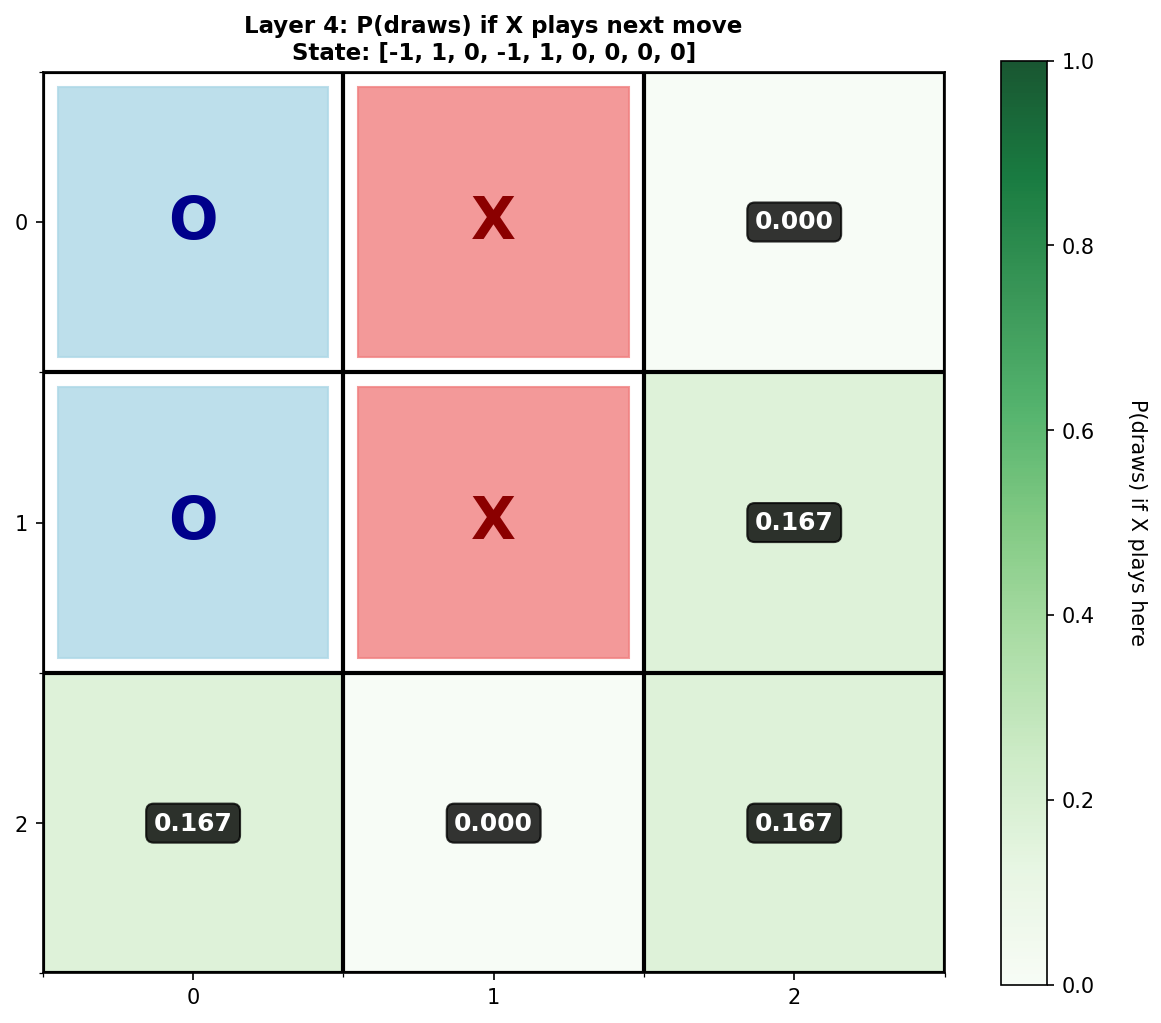 Layer 4: P(draws) if X plays next move
State: [-1, 1, 0, -1, 1, 0, 0, 0, 0]
0
O
X
0.000
1
O
X
0.167
2
0.167
0.000
0.167
0
1
2
1.0
0.8
0.6
0.4
0.2
0.0
P(draws) if X plays here